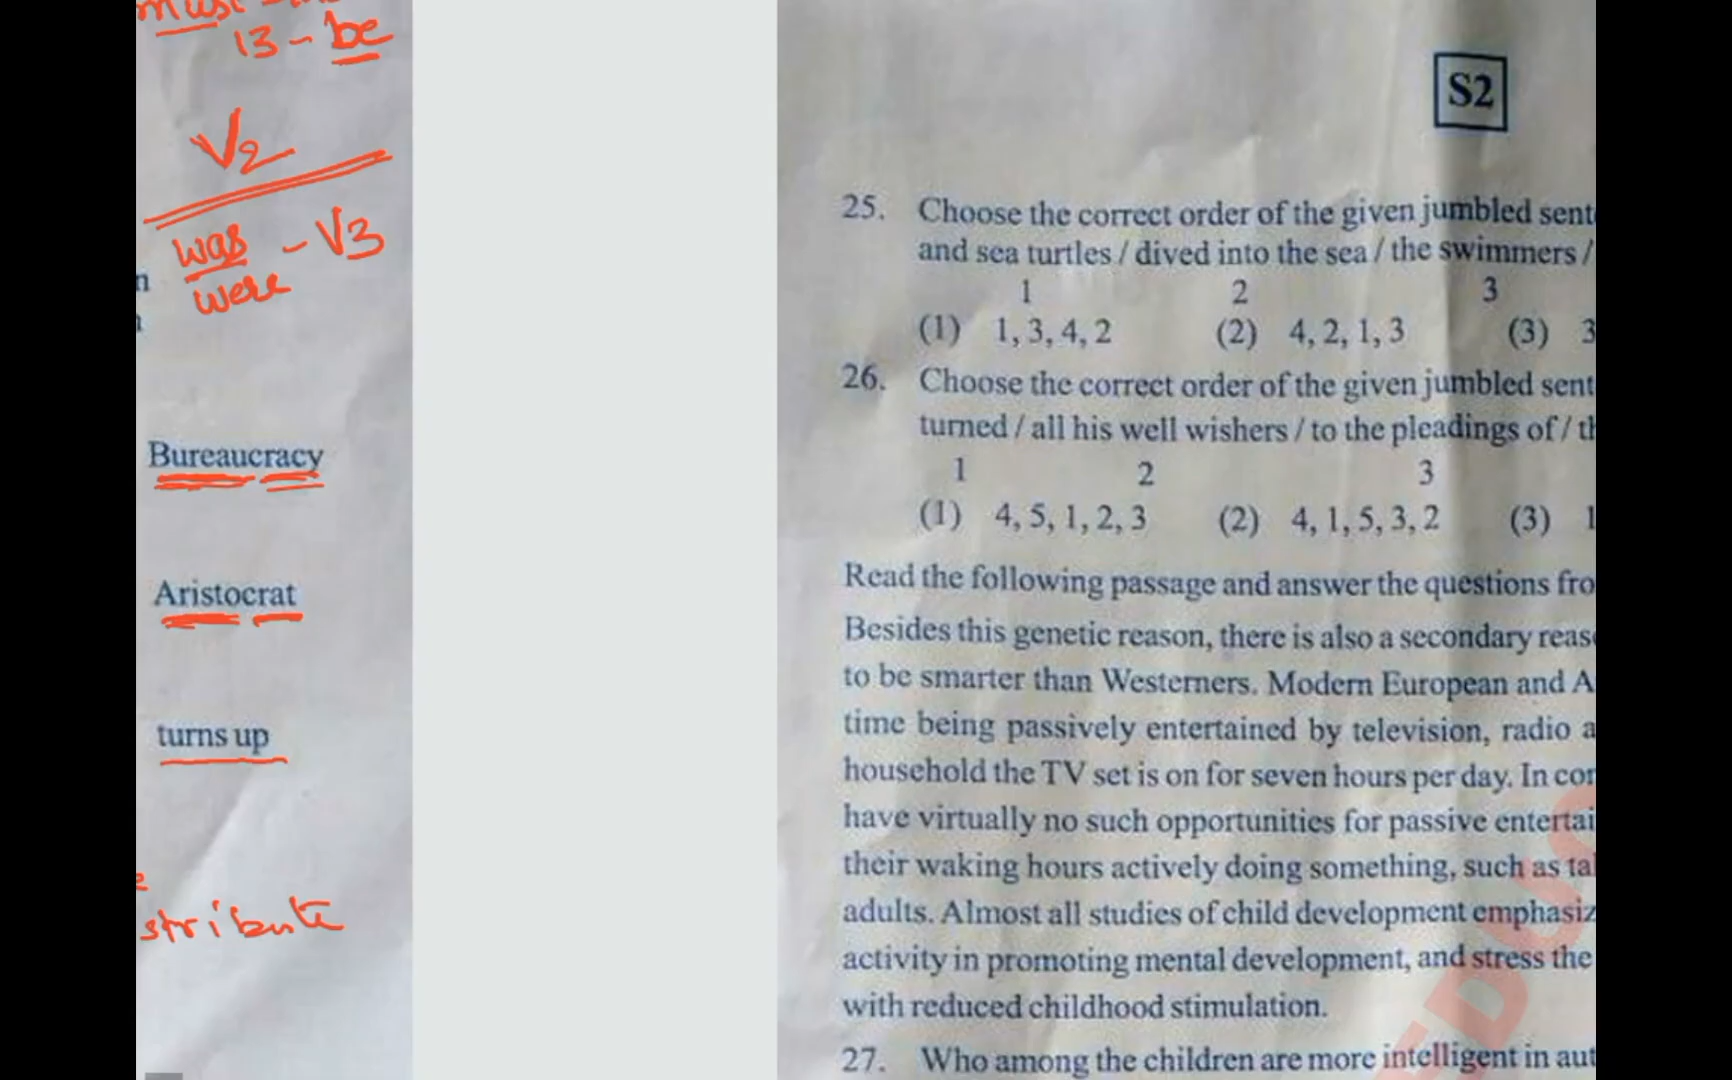 13 - be
V2
was - V3
were
Bureaucracy
Aristocrat
turns up
stribute
S2
25. Choose the correct order of the given jumbled sent
and sea turtles / dived into the sea / the swimmers /
1 2 3
(1) 1, 3, 4, 2 (2) 4, 2, 1, 3 (3) 3
26. Choose the correct order of the given jumbled sent
turned / all his well wishers / to the pleadings of / th
1 2 3
(1) 4, 5, 1, 2, 3 (2) 4, 1, 5, 3, 2 (3) 1
Read the following passage and answer the questions fro
Besides this genetic reason, there is also a secondary reas
to be smarter than Westerners. Modern European and A
time being passively entertained by television, radio a
household the TV set is on for seven hours per day. In con
have virtually no such opportunities for passive entertai
their waking hours actively doing something, such as tal
adults. Almost all studies of child development emphasiz
activity in promoting mental development, and stress the
with reduced childhood stimulation.
27. Who among the children are more intelligent in aut